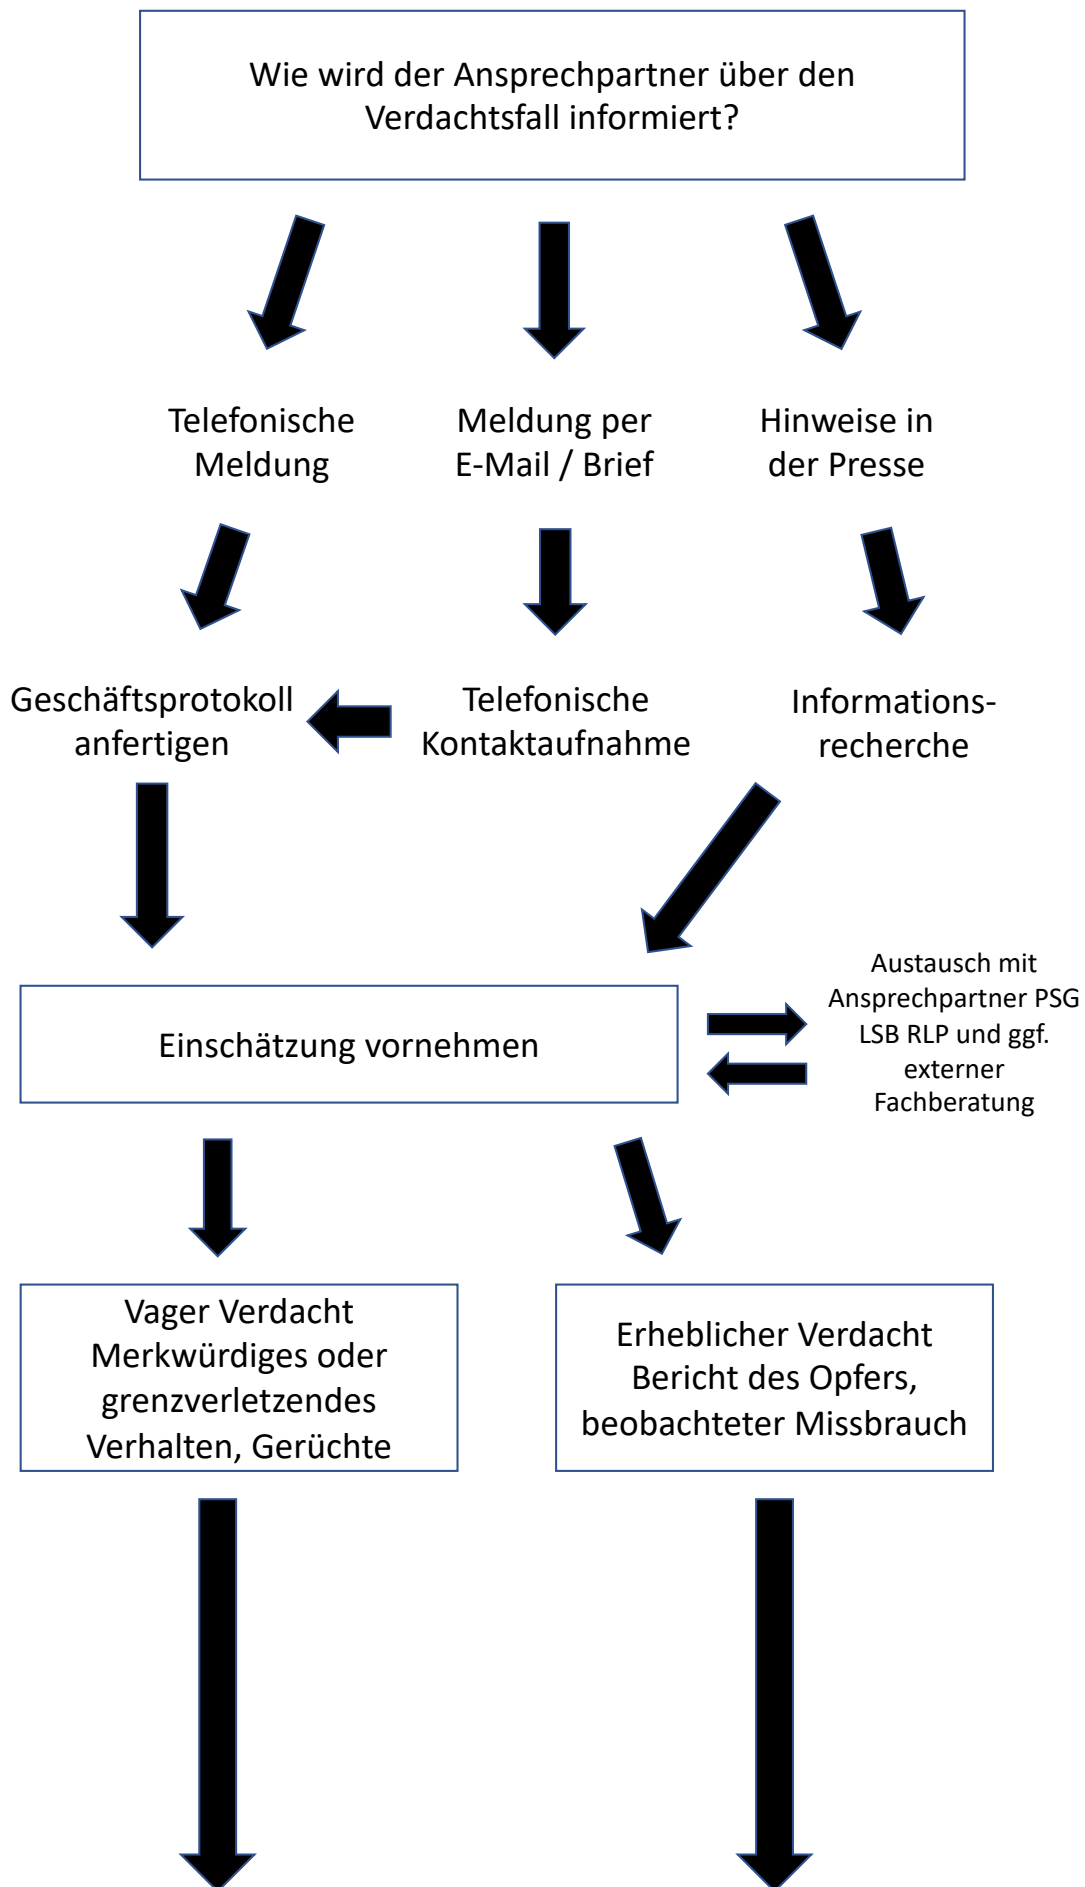 Wie wird der Ansprechpartner über den
Verdachtsfall informiert?
Telefonische
Meldung
Meldung per
E-Mail / Brief
Hinweise in
der Presse
Geschäftsprotokoll
anfertigen
Telefonische
Kontaktaufnahme
Informations-
recherche
Einschätzung vornehmen
Austausch mit
Ansprechpartner PSG
LSB RLP und ggf.
externer
Fachberatung
Vager Verdacht
Merkwürdiges oder
grenzverletzendes
Verhalten, Gerüchte
Erheblicher Verdacht
Bericht des Opfers,
beobachteter Missbrauch